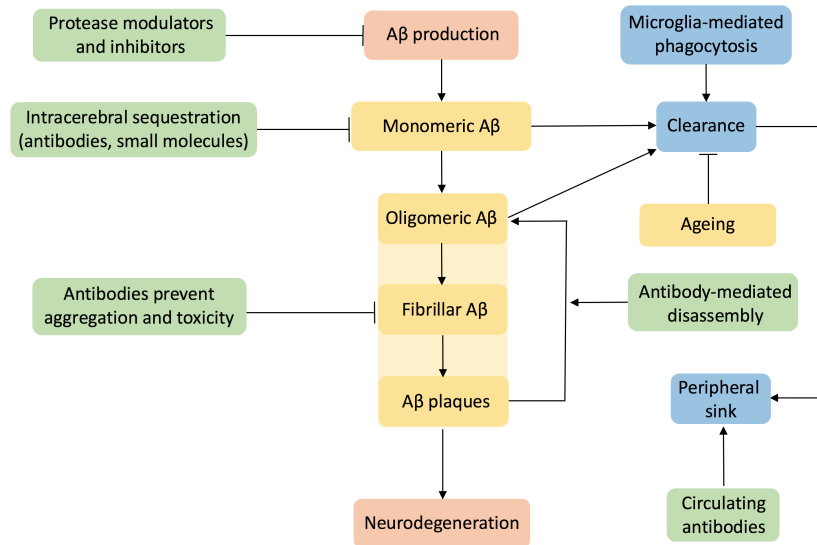 Protease modulators
and inhibitors
Aβ production
Microglia-mediated
phagocytosis
Intracerebral sequestration
(antibodies, small molecules)
Monomeric Aβ
Clearance
Oligomeric Aβ
Ageing
Antibodies prevent
aggregation and toxicity
Fibrillar Aβ
Antibody-mediated
disassembly
Aβ plaques
Peripheral
sink
Neurodegeneration
Circulating
antibodies